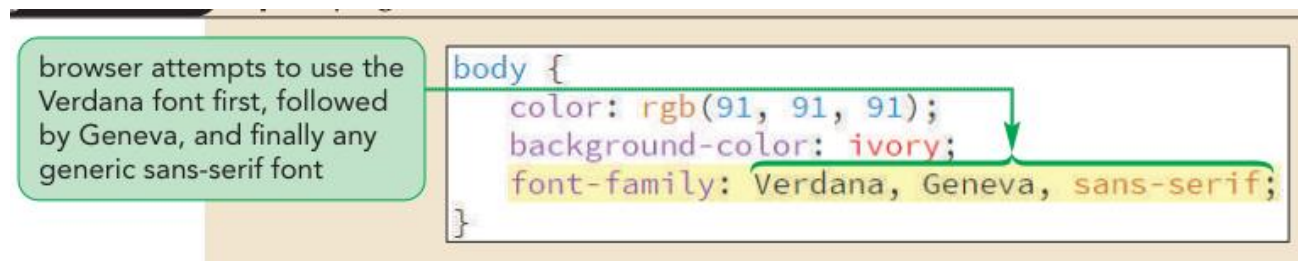 browser attempts to use the
Verdana font first, followed
by Geneva, and finally any
generic sans-serif font
body {
color: rgb(91, 91, 91);
background-color: ivory;
font-family: Verdana, Geneva, sans-serif;
}